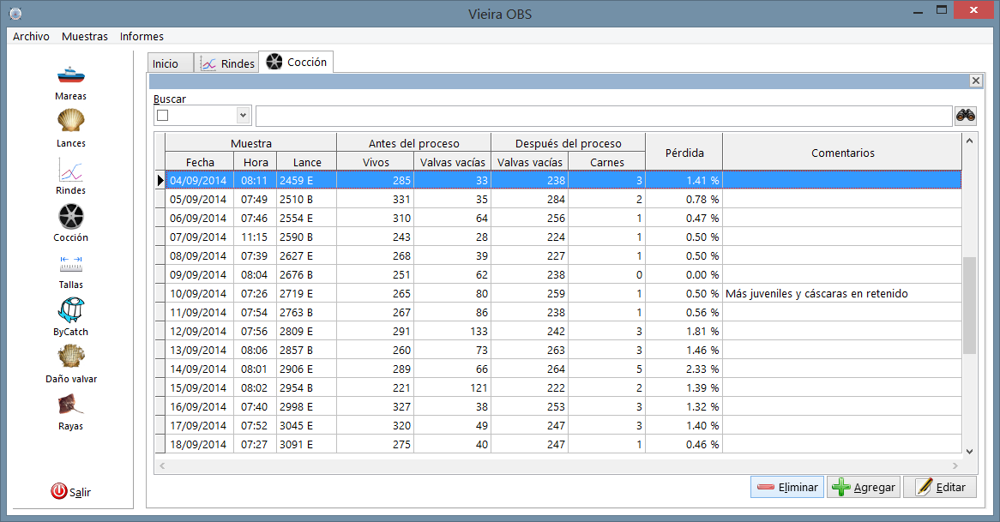 Vieira OBS
Archivo Muestras Informes
Mareas
Lances
Rindes
Cocción
Tallas
ByCatch
Daño valvar
Rayas
Salir
Inicio Rindes Cocción
Buscar
Muestra Antes del proceso Después del proceso Pérdida Comentarios
Fecha Hora Lance Vivos Valvas vacías Valvas vacías Carnes
04/09/2014 08:11 2459 E 285 33 238 3 1.41 %
05/09/2014 07:49 2510 B 331 35 284 2 0.78 %
06/09/2014 07:46 2554 E 310 64 256 1 0.47 %
07/09/2014 11:15 2590 B 243 28 224 1 0.50 %
08/09/2014 07:39 2627 E 268 39 227 1 0.50 %
09/09/2014 08:04 2676 B 251 62 238 0 0.00 %
10/09/2014 07:26 2719 E 265 80 259 1 0.50 % Más juveniles y cáscaras en retenido
11/09/2014 07:54 2763 B 267 86 238 1 0.56 %
12/09/2014 07:56 2809 E 291 133 242 3 1.81 %
13/09/2014 08:06 2857 B 260 73 263 3 1.46 %
14/09/2014 08:01 2906 E 289 66 264 5 2.33 %
15/09/2014 08:02 2954 B 221 121 222 2 1.39 %
16/09/2014 07:40 2998 E 327 38 253 3 1.32 %
17/09/2014 07:52 3045 E 320 49 247 3 1.40 %
18/09/2014 07:27 3091 E 275 40 247 1 0.46 %
Eliminar Agregar Editar